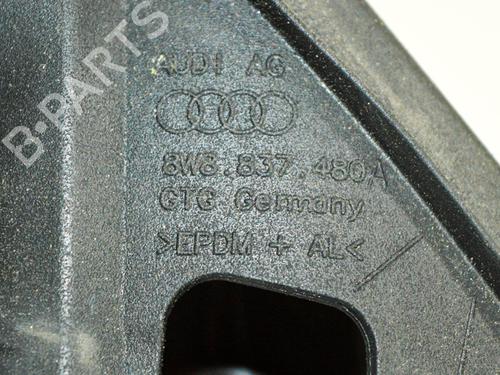 B-PARTS
AUDI AG
8W8.837.480A
GTG Germany
>EPDM + AL<